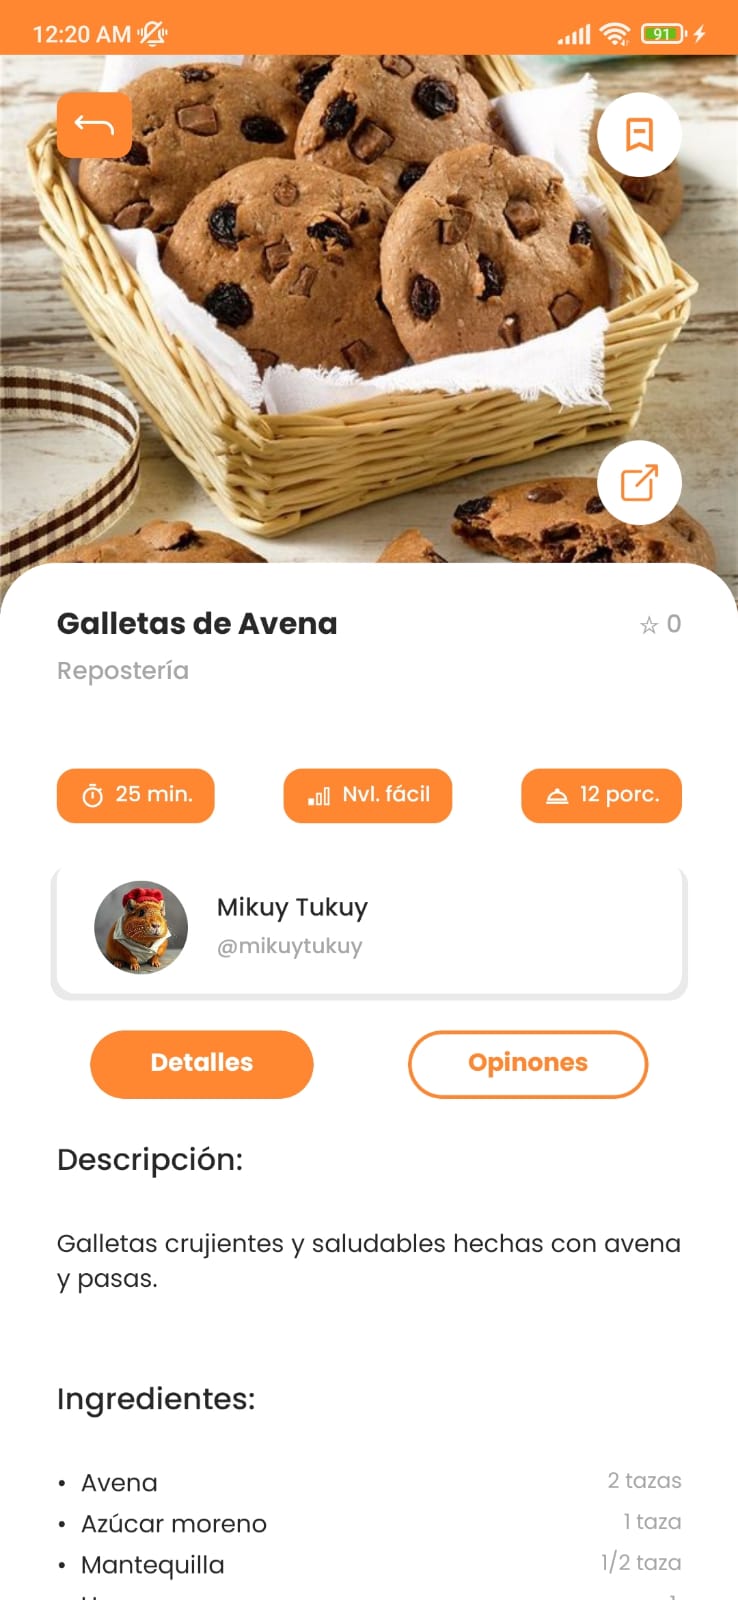 12:20 AM
91
Galletas de Avena
☆ 0
Repostería
25 min.
Nvl. fácil
12 porc.
Mikuy Tukuy
@mikuytukuy
Detalles
Opinones
Descripción:
Galletas crujientes y saludables hechas con avena
y pasas.
Ingredientes:
• Avena 2 tazas
• Azúcar moreno 1 taza
• Mantequilla 1/2 taza